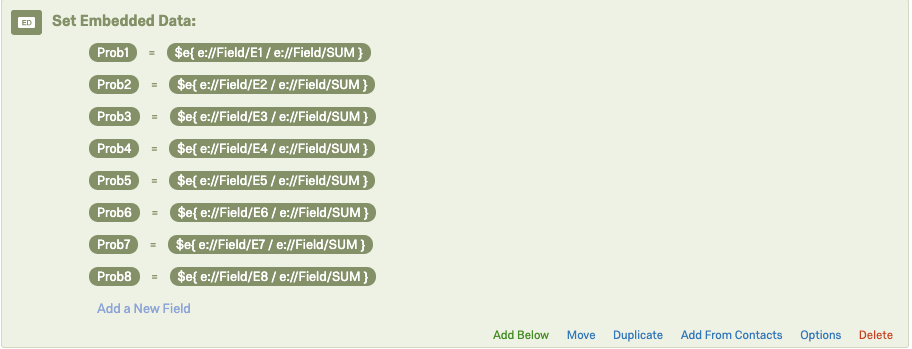 ED Set Embedded Data:
Prob1 = $e{ e://Field/E1 / e://Field/SUM }
Prob2 = $e{ e://Field/E2 / e://Field/SUM }
Prob3 = $e{ e://Field/E3 / e://Field/SUM }
Prob4 = $e{ e://Field/E4 / e://Field/SUM }
Prob5 = $e{ e://Field/E5 / e://Field/SUM }
Prob6 = $e{ e://Field/E6 / e://Field/SUM }
Prob7 = $e{ e://Field/E7 / e://Field/SUM }
Prob8 = $e{ e://Field/E8 / e://Field/SUM }
Add a New Field
Add Below Move Duplicate Add From Contacts Options Delete